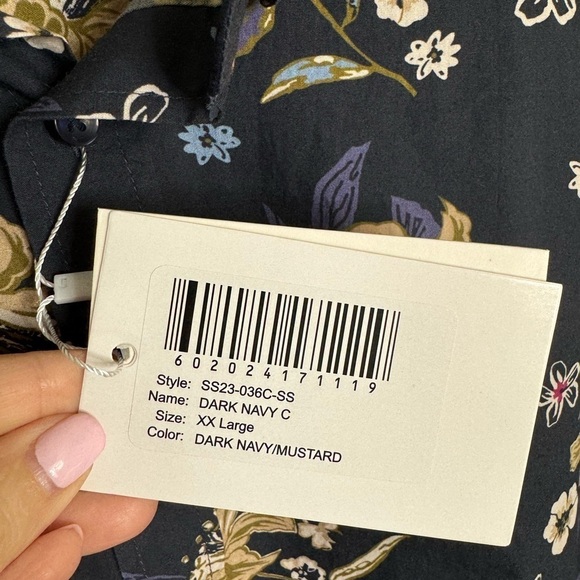 602024171119
Style: SS23-036C-SS
Name: DARK NAVY C
Size: XX Large
Color: DARK NAVY/MUSTARD